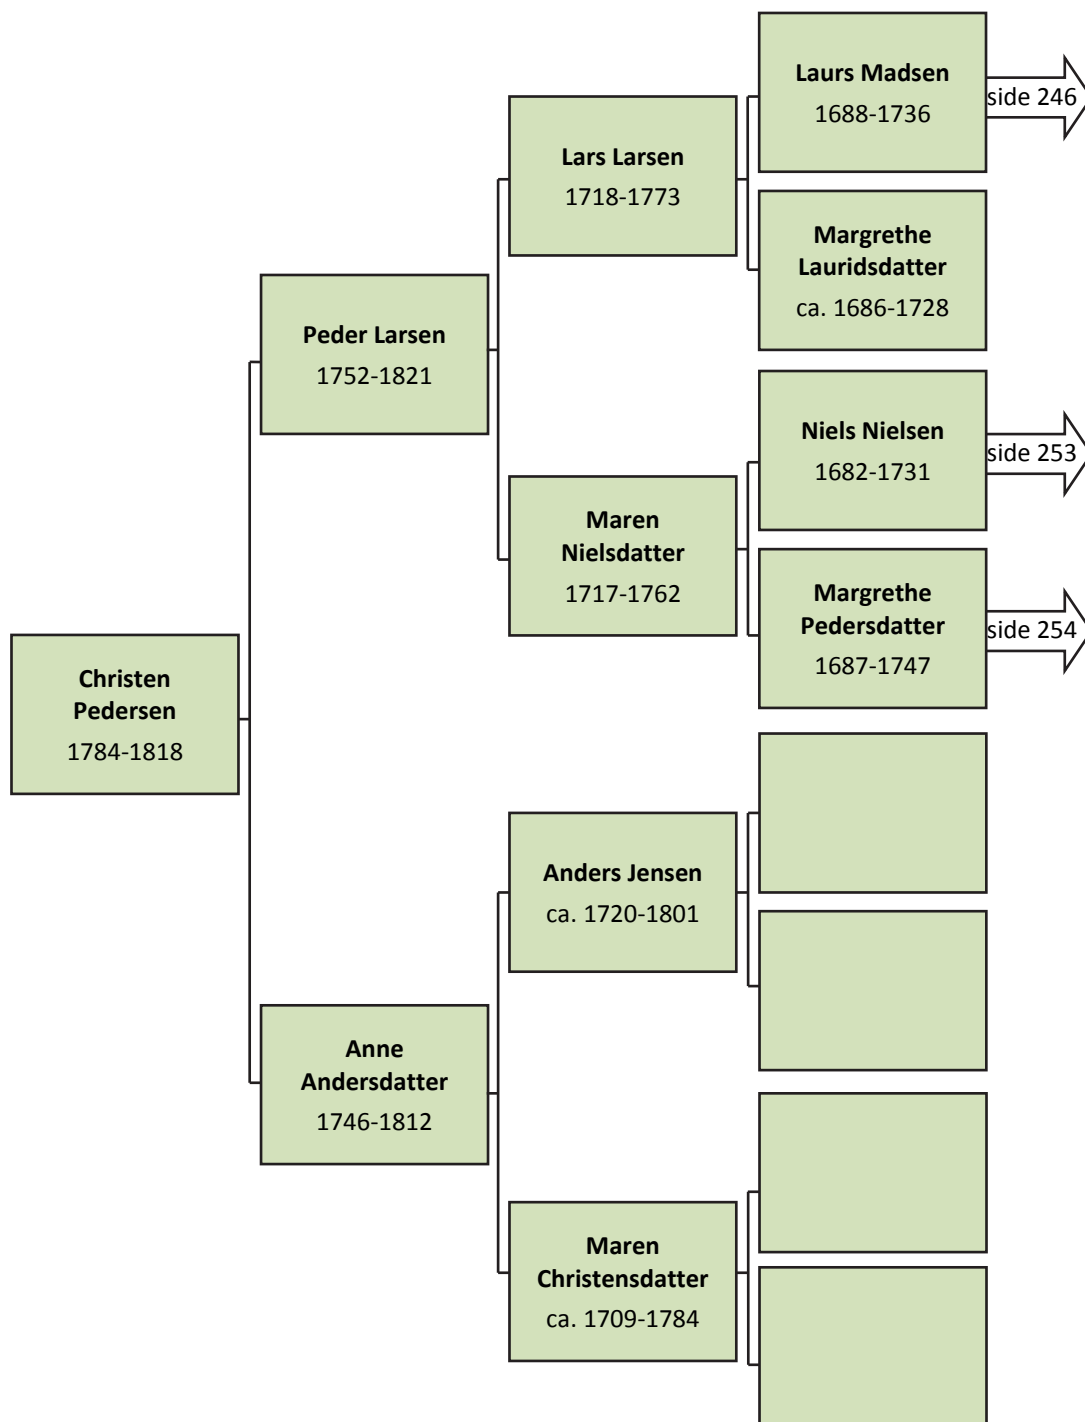 Laurs Madsen
1688-1736
side 246
Lars Larsen
1718-1773
Margrethe
Lauridsdatter
ca. 1686-1728
Peder Larsen
1752-1821
Niels Nielsen
1682-1731
side 253
Maren
Nielsdatter
1717-1762
Margrethe
Pedersdatter
1687-1747
side 254
Christen
Pedersen
1784-1818
Anders Jensen
ca. 1720-1801
Anne
Andersdatter
1746-1812
Maren
Christensdatter
ca. 1709-1784